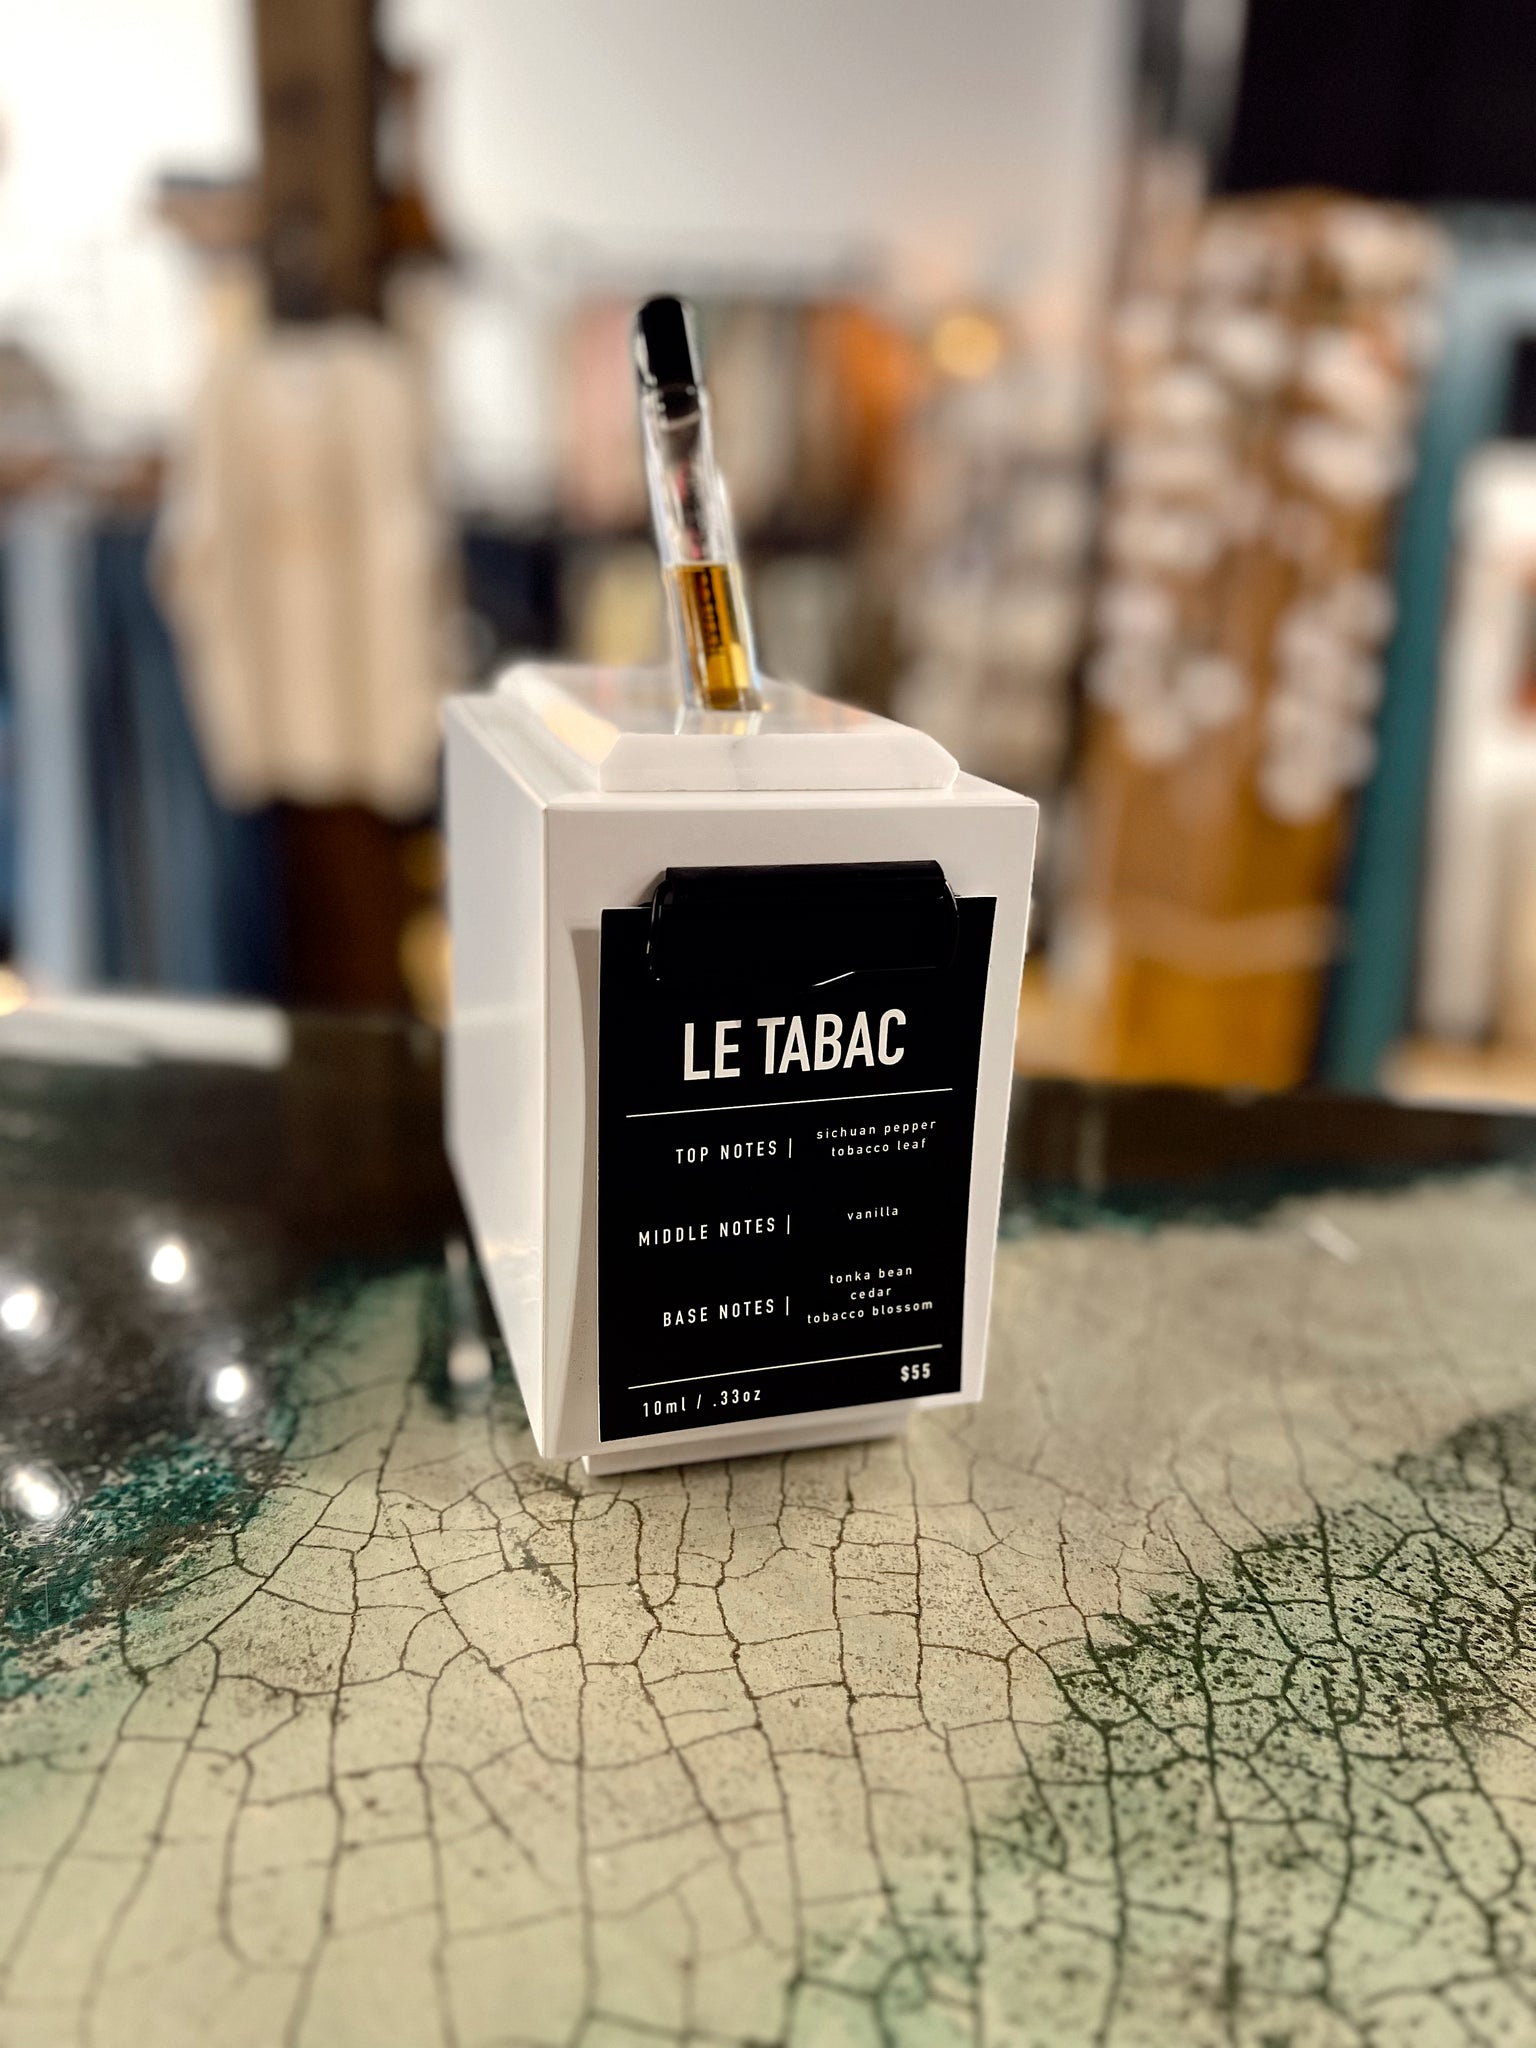 LE TABAC
TOP NOTES | sichuan pepper
tobacco leaf
MIDDLE NOTES | vanilla
BASE NOTES | tonka bean
cedar
tobacco blossom
10ml / .33oz $55